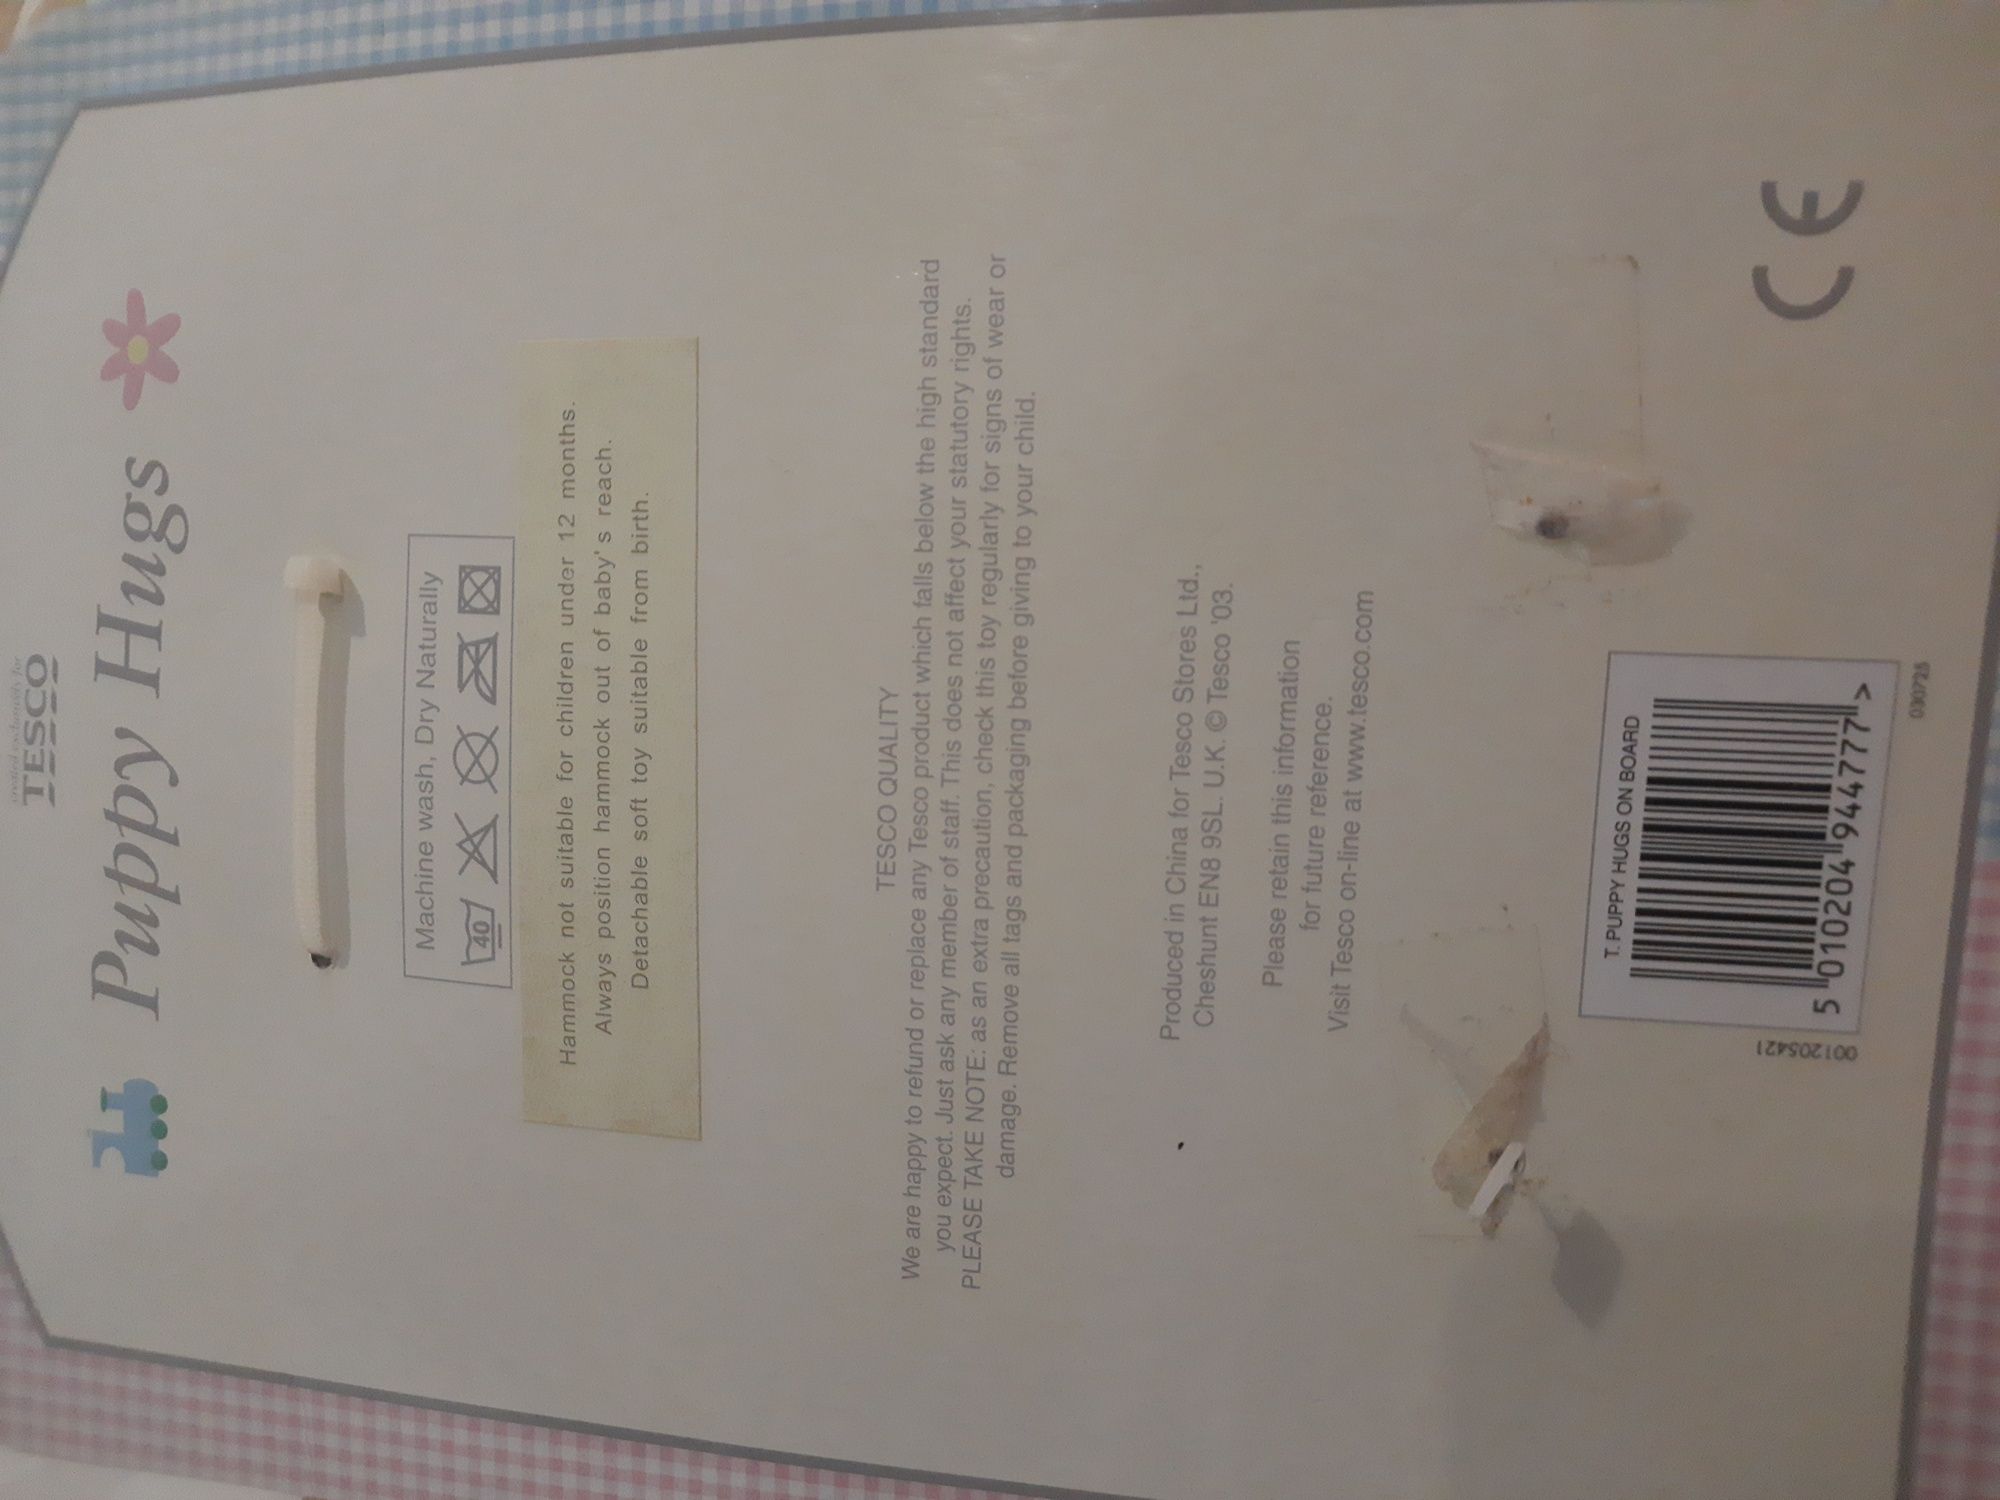 created exclusively for
TESCO
Puppy Hugs
Machine wash, Dry Naturally
40
Hammock not suitable for children under 12 months.
Always position hammock out of baby's reach.
Detachable soft toy suitable from birth.
TESCO QUALITY
We are happy to refund or replace any Tesco product which falls below the high standard
you expect. Just ask any member of staff. This does not affect your statutory rights.
PLEASE TAKE NOTE: as an extra precaution, check this toy regularly for signs of wear or
damage. Remove all tags and packaging before giving to your child.
Produced in China for Tesco Stores Ltd.,
Cheshunt EN8 9SL. U.K. © Tesco '03.
Please retain this information
for future reference.
Visit Tesco on-line at www.tesco.com
T. PUPPY HUGS ON BOARD
5 010204 944777 >
001205421
030725
CE